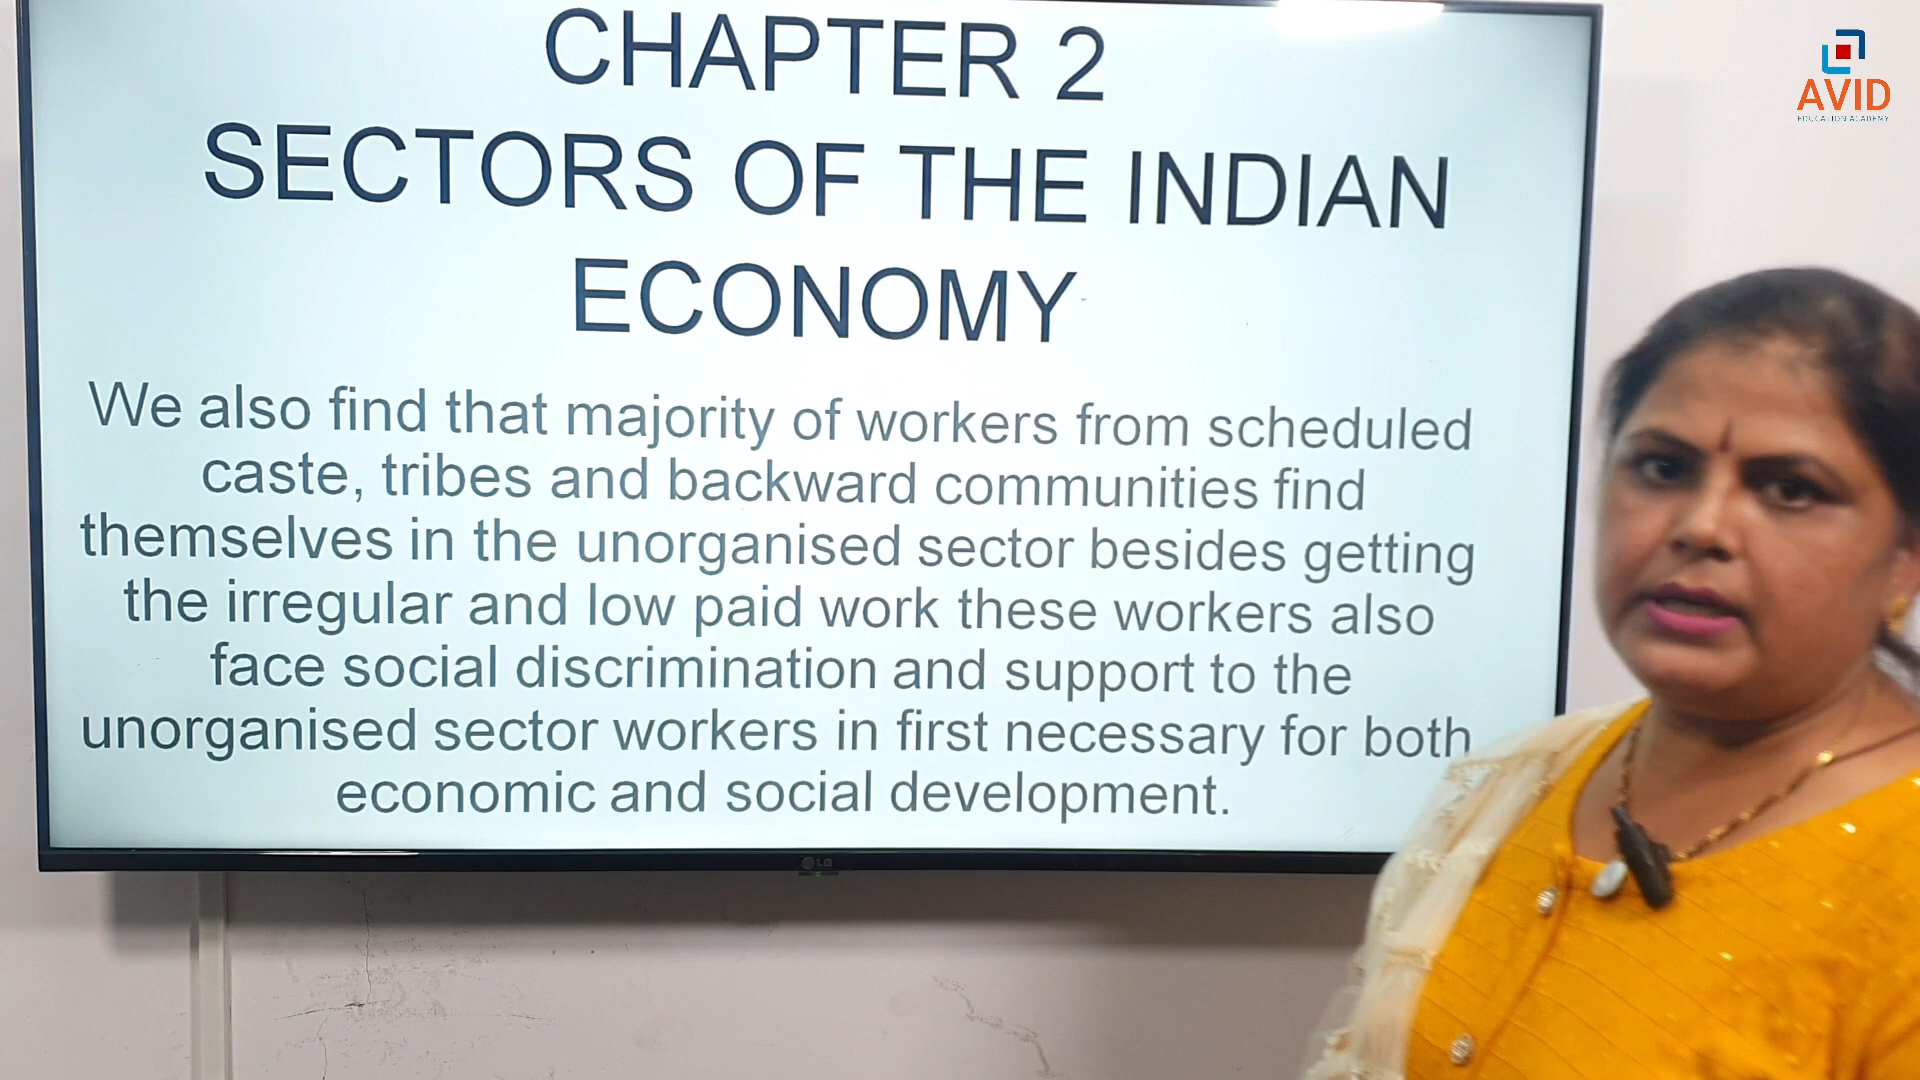 CHAPTER 2
SECTORS OF THE INDIAN
ECONOMY
We also find that majority of workers from scheduled
caste, tribes and backward communities find
themselves in the unorganised sector besides getting
the irregular and low paid work these workers also
face social discrimination and support to the
unorganised sector workers in first necessary for both
economic and social development.
LG
AVID
EDUCATION ACADEMY